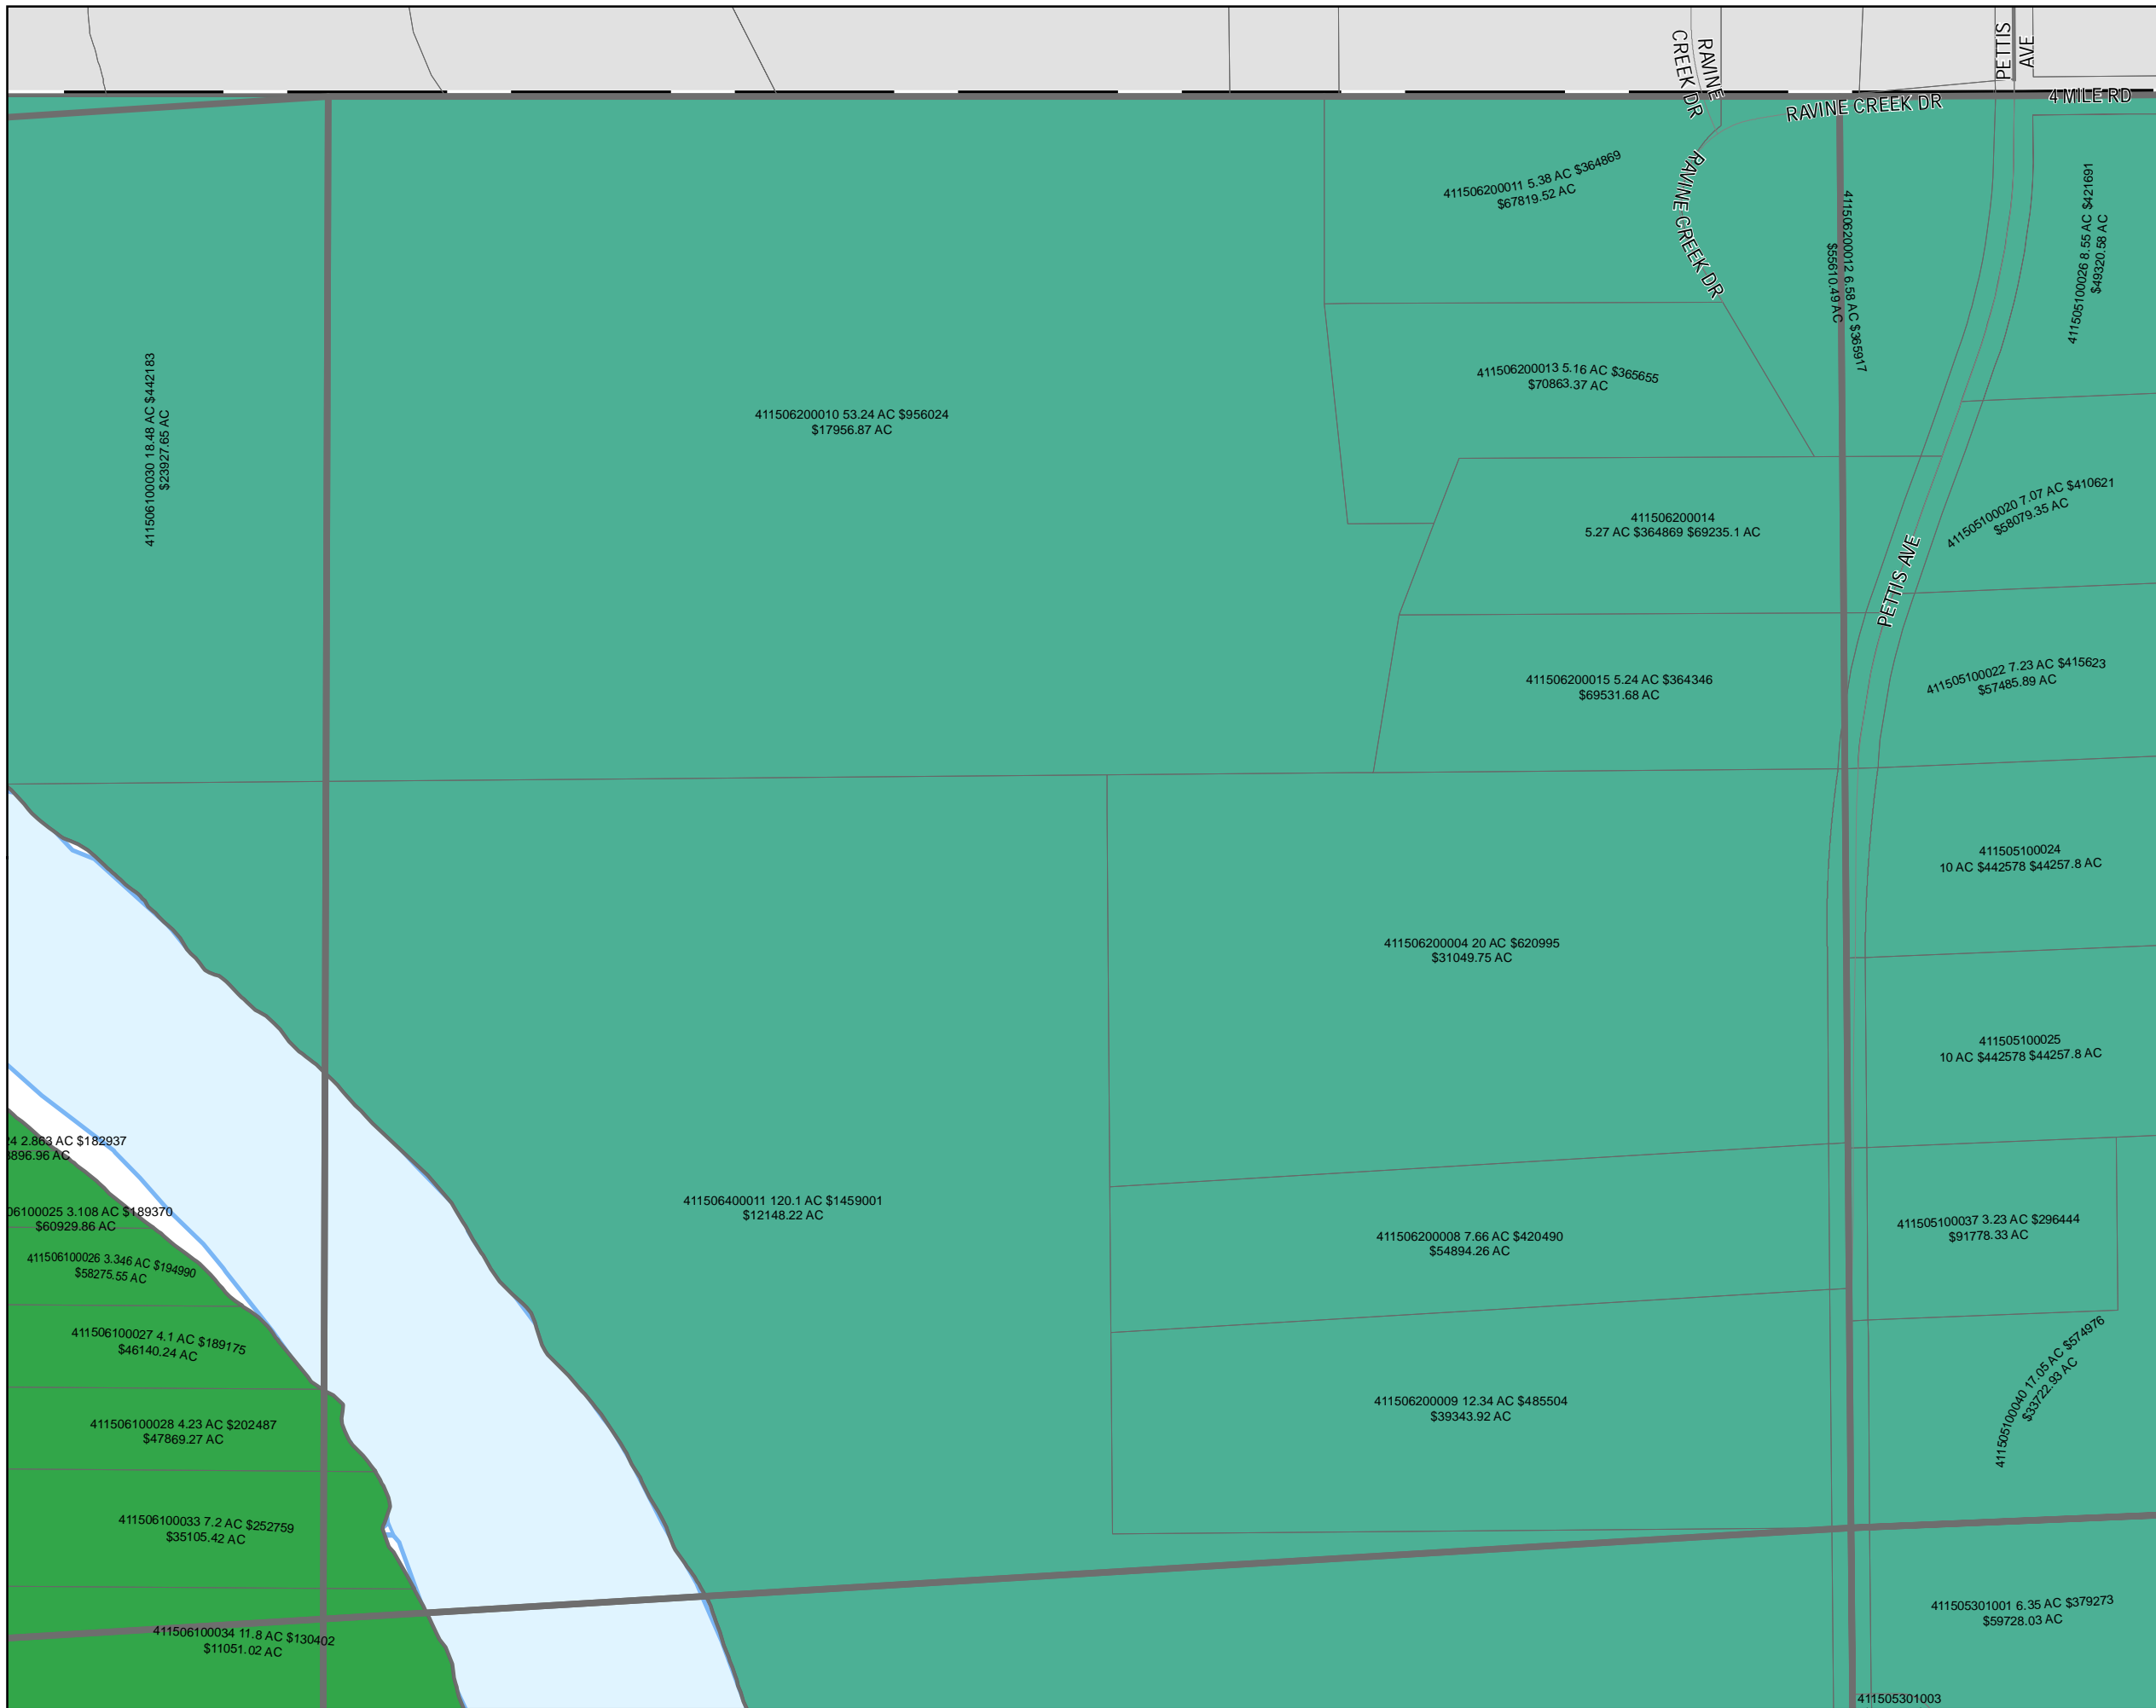 RAVINE
CREEK DR
PETTIS
AVE
4 MILE RD
RAVINE CREEK DR
RAVINE CREEK DR
411506200011 5.38 AC $364869
$67819.52 AC
411506200012 6.58 AC $365917
$55610.49 AC
411505100026 8.55 AC $421691
$49320.58 AC
411506100030 18.48 AC $442183
$23927.65 AC
411506200010 53.24 AC $956024
$17956.87 AC
411506200013 5.16 AC $365655
$70863.37 AC
411506200014
5.27 AC $364869 $69235.1 AC
411505100020 7.07 AC $410621
$58079.35 AC
PETTIS AVE
411506200015 5.24 AC $364346
$69531.68 AC
411505100022 7.23 AC $415623
$57485.89 AC
411505100024
10 AC $442578 $44257.8 AC
411506200004 20 AC $620995
$31049.75 AC
411505100025
10 AC $442578 $44257.8 AC
24 2.863 AC $182937
3896.96 AC
411506400011 120.1 AC $1459001
$12148.22 AC
06100025 3.108 AC $189370
$60929.86 AC
411506200008 7.66 AC $420490
$54894.26 AC
411505100037 3.23 AC $296444
$91778.33 AC
411506100026 3.346 AC $194990
$58275.55 AC
411506100027 4.1 AC $189175
$46140.24 AC
411505100040 17.05 AC $574976
$33722.93 AC
411506200009 12.34 AC $485504
$39343.92 AC
411506100028 4.23 AC $202487
$47869.27 AC
411506100033 7.2 AC $252759
$35105.42 AC
411505301001 6.35 AC $379273
$59728.03 AC
411506100034 11.8 AC $130402
$11051.02 AC
411505301003